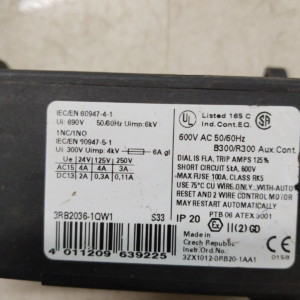 IEC/EN 60947-4-1
Ui: 690V 50/60Hz Uimp: 6kV
1NC/1NO
IEC/EN 60947-5-1
Ui: 300V Uimp: 4kV 6A gl
Ue 24V 125V 250V
AC15 4A 4A 3A
DC13 2A 0,3A 0,11A
3RB2036-1QW1 S33
4 011209 639225
UL Listed 165 C
Ind.Cont.EQ.
600V AC 50/60Hz
B300/R300 Aux.Cont.
DIAL IS FLA, TRIP AMPS 125%
SHORT CIRCUIT 5kA, 600V
-MAX FUSE 100A, CLASS RK5
USE 75°C CU WIRE ONLY
RESET AND 2 WIRE CONTROL MAY
MOTOR CONTROL
IP 20 PTB 06 ATEX 3001
Ex II (2) GD
Made in
Czech Republic
Instr.Ord.No.:
3ZX1012-0RB20-1AA1
01S8